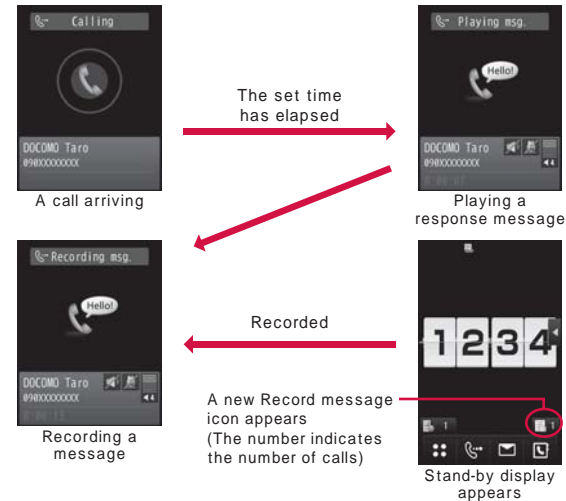 Calling
DOCOMO Taro
090XXXXXXXX
A call arriving
The set time
has elapsed
Playing msg.
Hello!
DOCOMO Taro
090XXXXXXXX
Playing a
response message
Recording msg.
Hello!
DOCOMO Taro
090XXXXXXXX
Recording a
message
Recorded
1234
1
1
A new Record message
icon appears
(The number indicates
the number of calls)
Stand-by display
appears